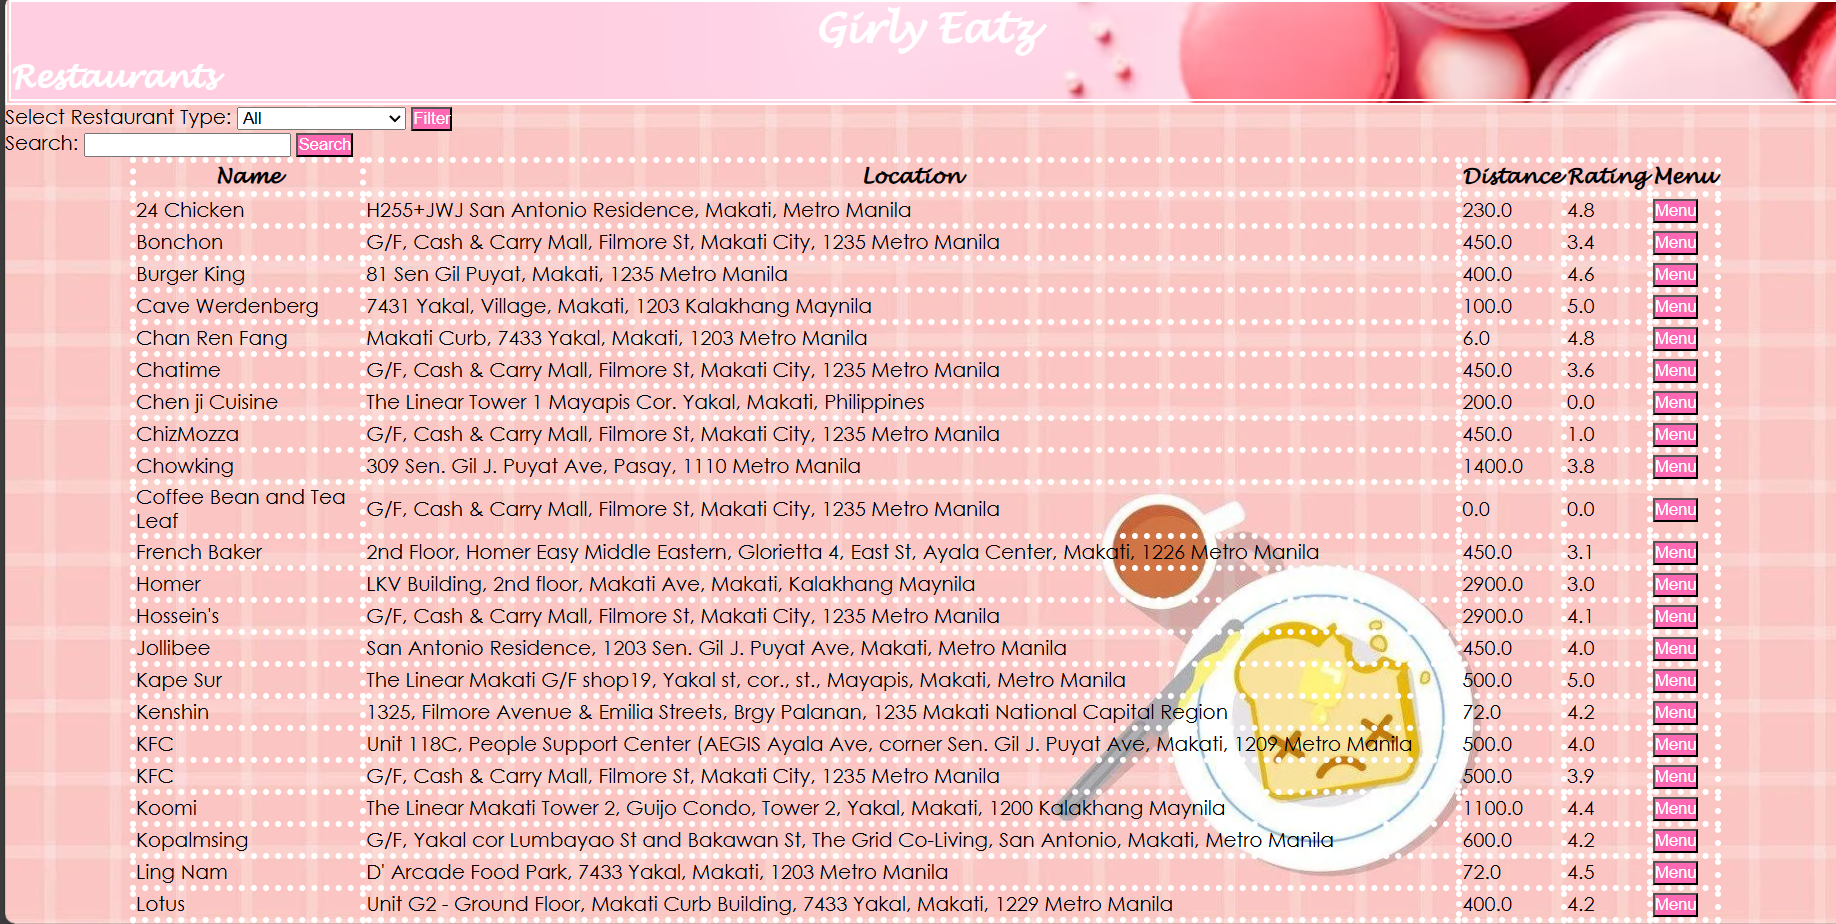 Girly Eatz
Restaurants
Select Restaurant Type: All Filter
Search: Search
Name Location Distance Rating Menu
24 Chicken H255+JWJ San Antonio Residence, Makati, Metro Manila 230.0 4.8 Menu
Bonchon G/F, Cash & Carry Mall, Filmore St, Makati City, 1235 Metro Manila 450.0 3.4 Menu
Burger King 81 Sen Gil Puyat, Makati, 1235 Metro Manila 400.0 4.6 Menu
Cave Werdenberg 7431 Yakal, Village, Makati, 1203 Kalakhang Maynila 100.0 5.0 Menu
Chan Ren Fang Makati Curb, 7433 Yakal, Makati, 1203 Metro Manila 6.0 4.8 Menu
Chatime G/F, Cash & Carry Mall, Filmore St, Makati City, 1235 Metro Manila 450.0 3.6 Menu
Chen ji Cuisine The Linear Tower 1 Mayapis Cor. Yakal, Makati, Philippines 200.0 0.0 Menu
ChizMozza G/F, Cash & Carry Mall, Filmore St, Makati City, 1235 Metro Manila 450.0 1.0 Menu
Chowking 309 Sen. Gil J. Puyat Ave, Pasay, 1110 Metro Manila 1400.0 3.8 Menu
Coffee Bean and Tea
Leaf G/F, Cash & Carry Mall, Filmore St, Makati City, 1235 Metro Manila 0.0 0.0 Menu
French Baker 2nd Floor, Homer Easy Middle Eastern, Glorietta 4, East St, Ayala Center, Makati, 1226 Metro Manila 450.0 3.1 Menu
Homer LKV Building, 2nd floor, Makati Ave, Makati, Kalakhang Maynila 2900.0 3.0 Menu
Hossein's G/F, Cash & Carry Mall, Filmore St, Makati City, 1235 Metro Manila 2900.0 4.1 Menu
Jollibee San Antonio Residence, 1203 Sen. Gil J. Puyat Ave, Makati, Metro Manila 450.0 4.0 Menu
Kape Sur The Linear Makati G/F shop19, Yakal st, cor., st., Mayapis, Makati, Metro Manila 500.0 5.0 Menu
Kenshin 1325, Filmore Avenue & Emilia Streets, Brgy Palanan, 1235 Makati National Capital Region 72.0 4.2 Menu
KFC Unit 118C, People Support Center (AEGIS Ayala Ave, corner Sen. Gil J. Puyat Ave, Makati, 1209 Metro Manila 500.0 4.0 Menu
KFC G/F, Cash & Carry Mall, Filmore St, Makati City, 1235 Metro Manila 500.0 3.9 Menu
Koomi The Linear Makati Tower 2, Guijo Condo, Tower 2, Yakal, Makati, 1200 Kalakhang Maynila 1100.0 4.4 Menu
Kopalmsing G/F, Yakal cor Lumbayao St and Bakawan St, The Grid Co-Living, San Antonio, Makati, Metro Manila 600.0 4.2 Menu
Ling Nam D' Arcade Food Park, 7433 Yakal, Makati, 1203 Metro Manila 72.0 4.5 Menu
Lotus Unit G2 - Ground Floor, Makati Curb Building, 7433 Yakal, Makati, 1229 Metro Manila 400.0 4.2 Menu